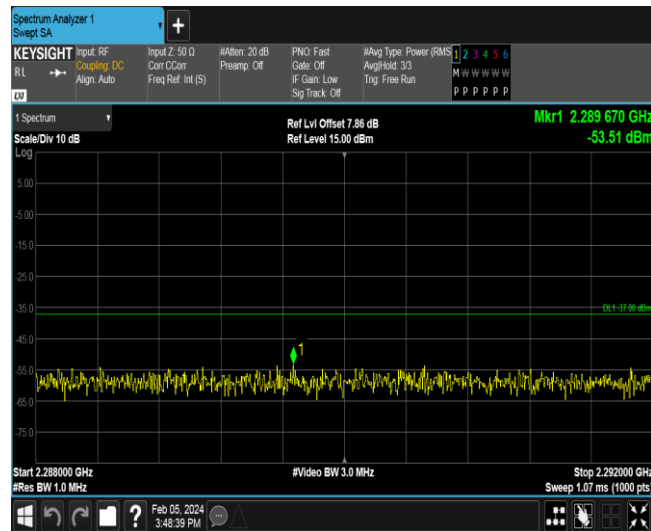 Spectrum Analyzer 1
Swept SA
+
KEYSIGHT
RL
LXI
Input: RF
Coupling: DC
Align: Auto
Input Z: 50 Ω
Corr CCorr
Freq Ref: Int (S)
#Atten: 20 dB
Preamp: Off
PNO: Fast
Gate: Off
IF Gain: Low
Sig Track: Off
#Avg Type: Power (RMS
Avg|Hold: 3/3
Trig: Free Run
1 2 3 4 5 6
M W W W W W
P P P P P P
1 Spectrum
Scale/Div 10 dB
Log
Ref Lvl Offset 7.86 dB
Ref Level 15.00 dBm
Mkr1 2.289 670 GHz
-53.51 dBm
5.00
-5.00
-15.0
-25.0
-35.0
DL1 -37.00 dBm
-45.0
1
-55.0
-65.0
-75.0
Start 2.288000 GHz
#Video BW 3.0 MHz
Stop 2.292000 GHz
#Res BW 1.0 MHz
Sweep 1.07 ms (1000 pts
?
Feb 05, 2024
3:48:39 PM